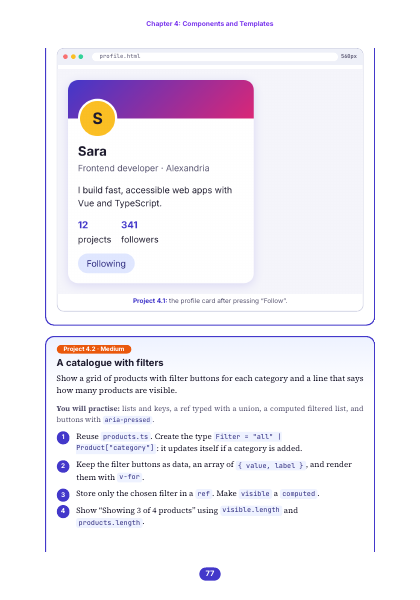 Chapter 4: Components and Templates
profile.html
560px
S
Sara
Frontend developer · Alexandria
I build fast, accessible web apps with
Vue and TypeScript.
12 341
projects followers
Following
Project 4.1: the profile card after pressing "Follow".
Project 4.2 · Medium
A catalogue with filters
Show a grid of products with filter buttons for each category and a line that says
how many products are visible.
You will practise: lists and keys, a ref typed with a union, a computed filtered list, and
buttons with aria-pressed.
1 Reuse products.ts. Create the type Filter = "all" |
Product["category"]: it updates itself if a category is added.
2 Keep the filter buttons as data, an array of { value, label }, and render
them with v-for.
3 Store only the chosen filter in a ref. Make visible a computed.
4 Show "Showing 3 of 4 products" using visible.length and
products.length.
77